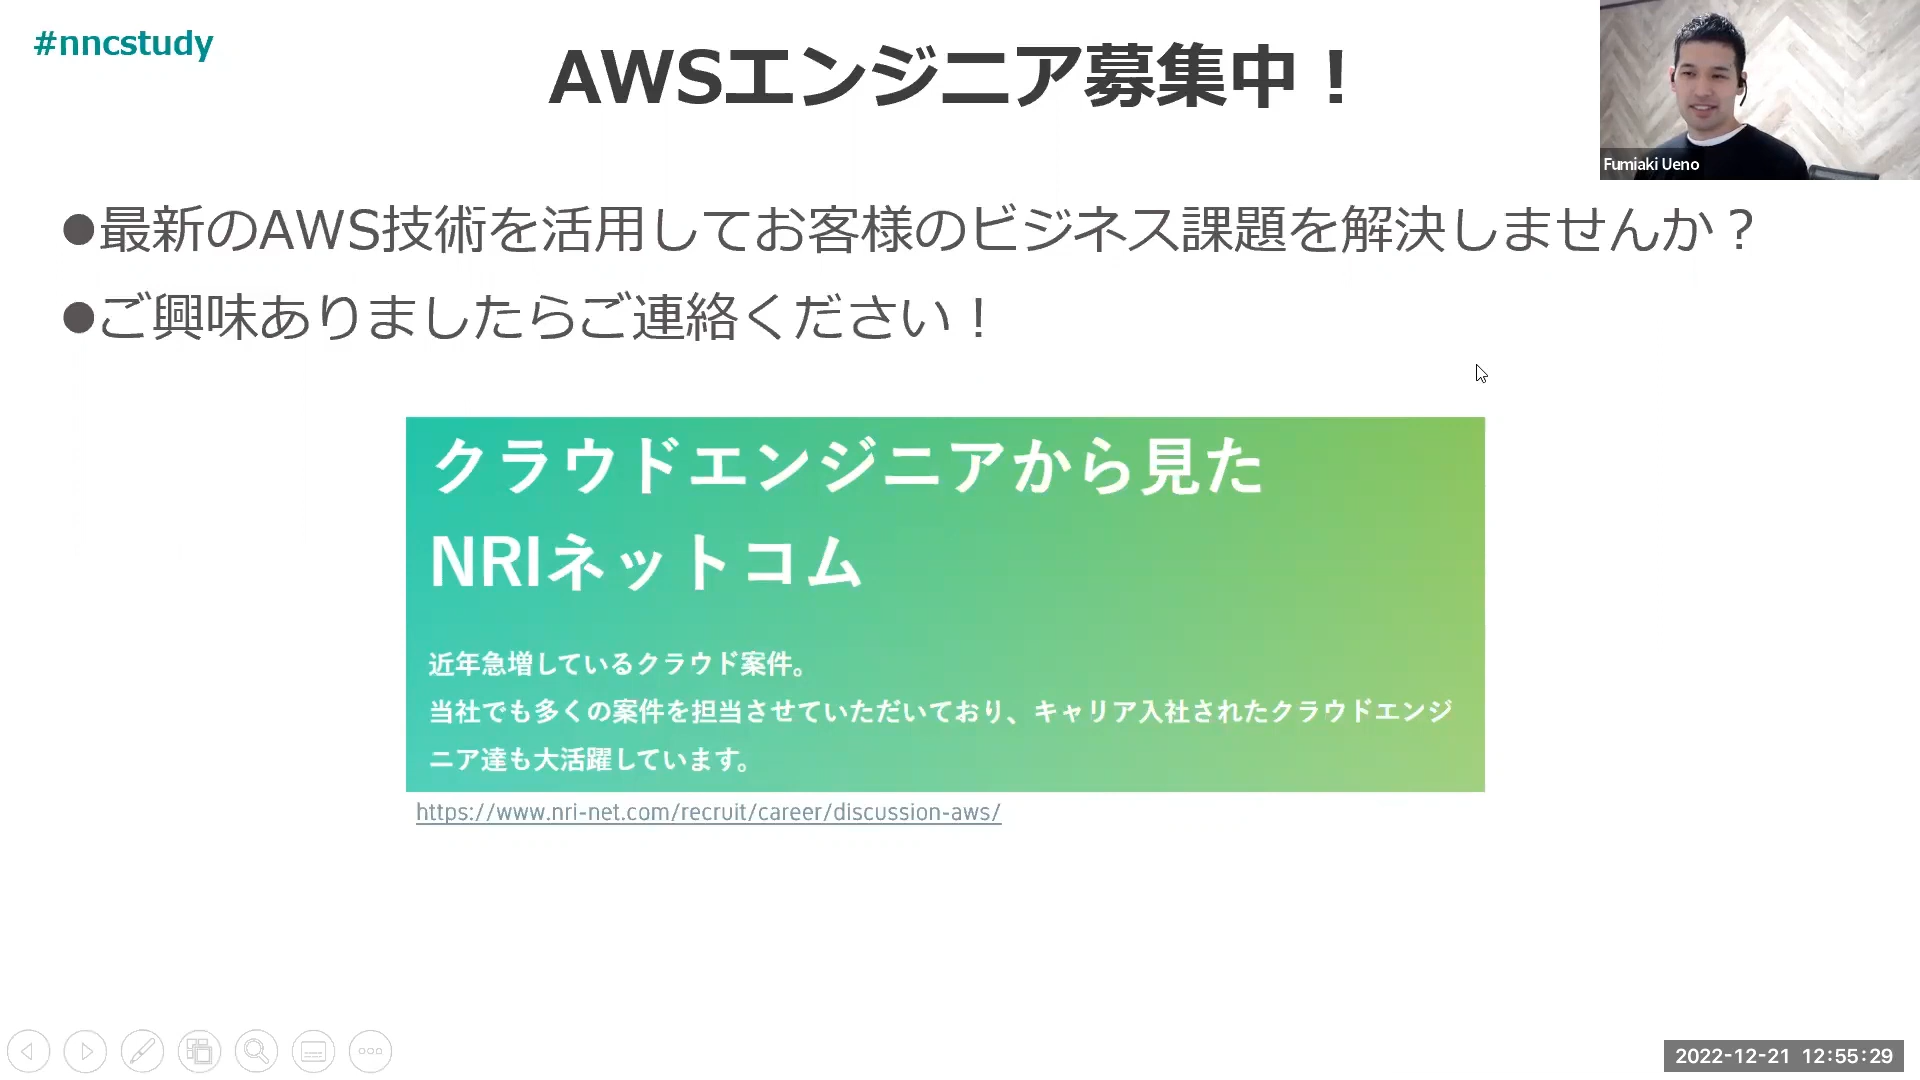 #nncstudy
AWSエンジニア募集中！
Fumiaki Ueno
●最新のAWS技術を活用してお客様のビジネス課題を解決しませんか？
●ご興味ありましたらご連絡ください！
クラウドエンジニアから見た
NRIネットコム
近年急増しているクラウド案件。
当社でも多くの案件を担当させていただいており、キャリア入社されたクラウドエンジ
ニア達も大活躍しています。
https://www.nri-net.com/recruit/career/discussion-aws/
2022-12-21 12:55:29